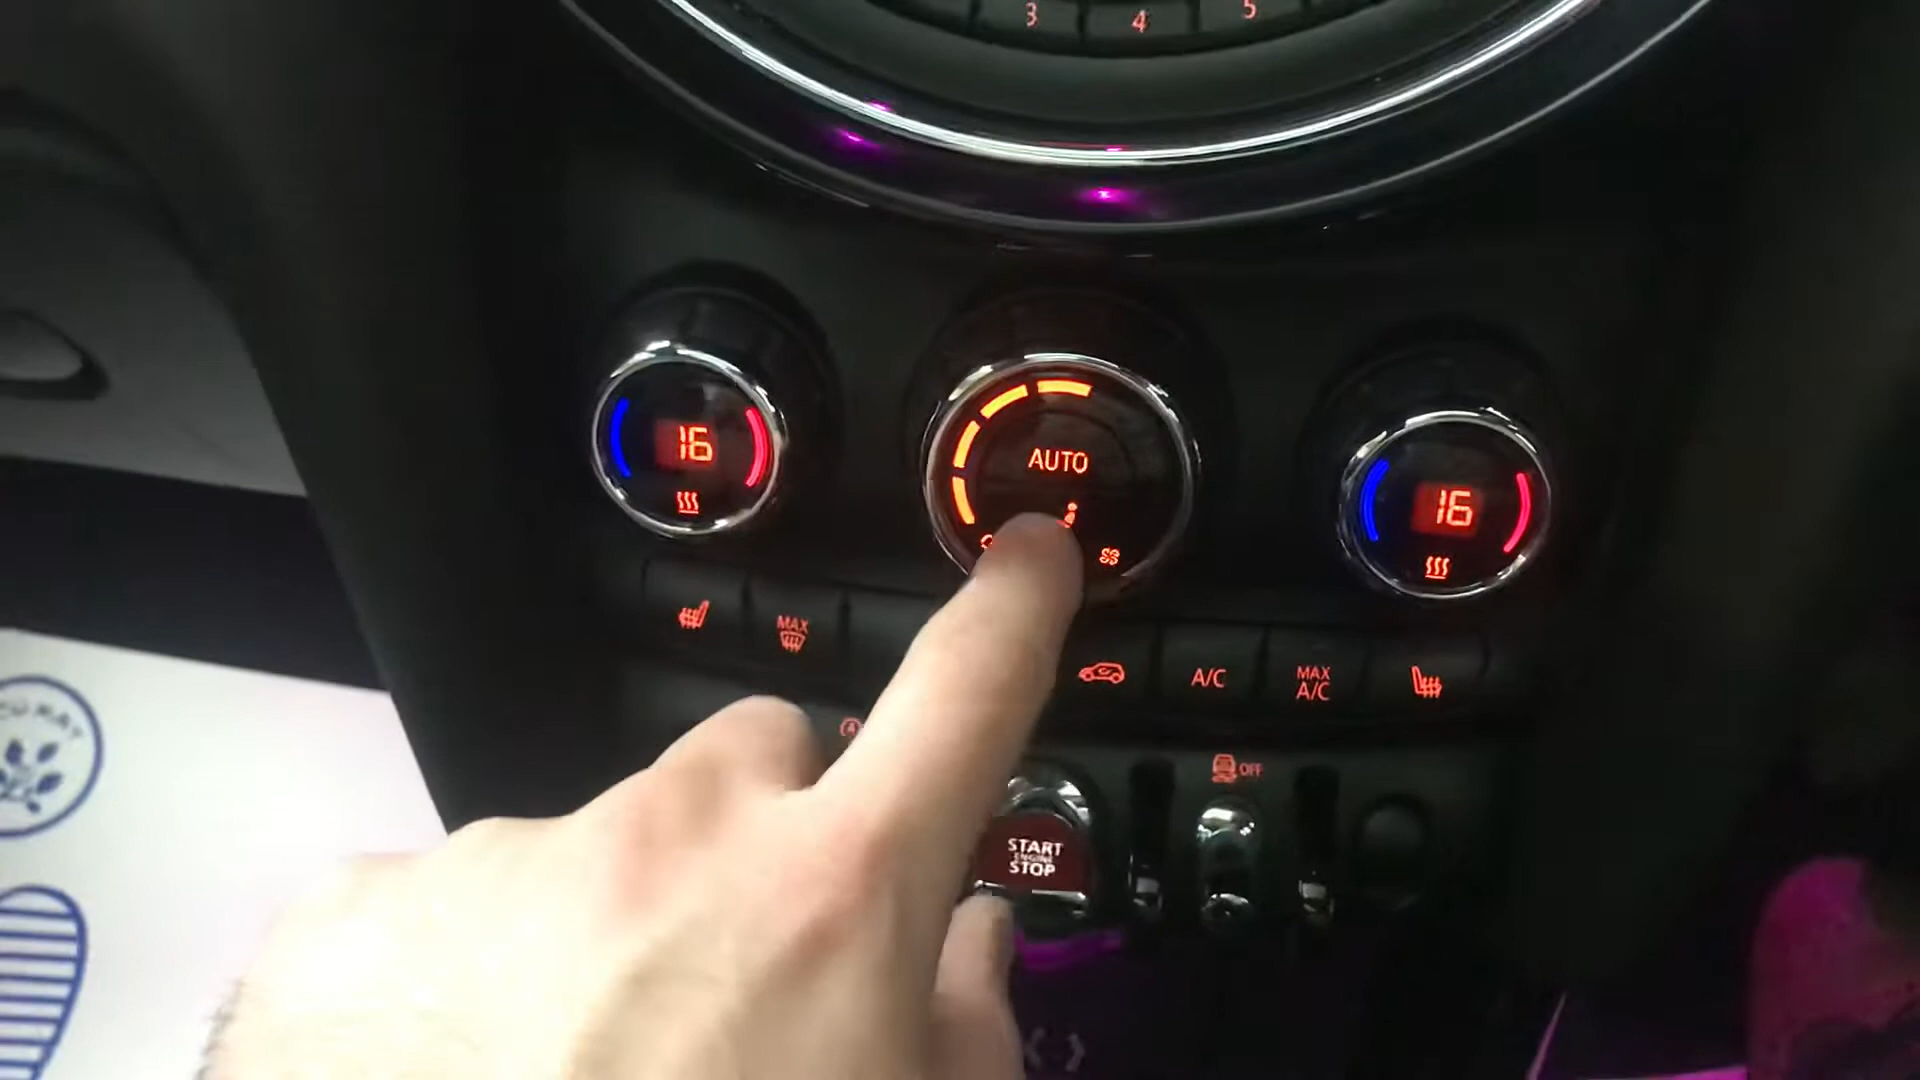 3 4 5
16
AUTO
16
MAX
A/C
MAX
A/C
OFF
START
ENGINE
STOP